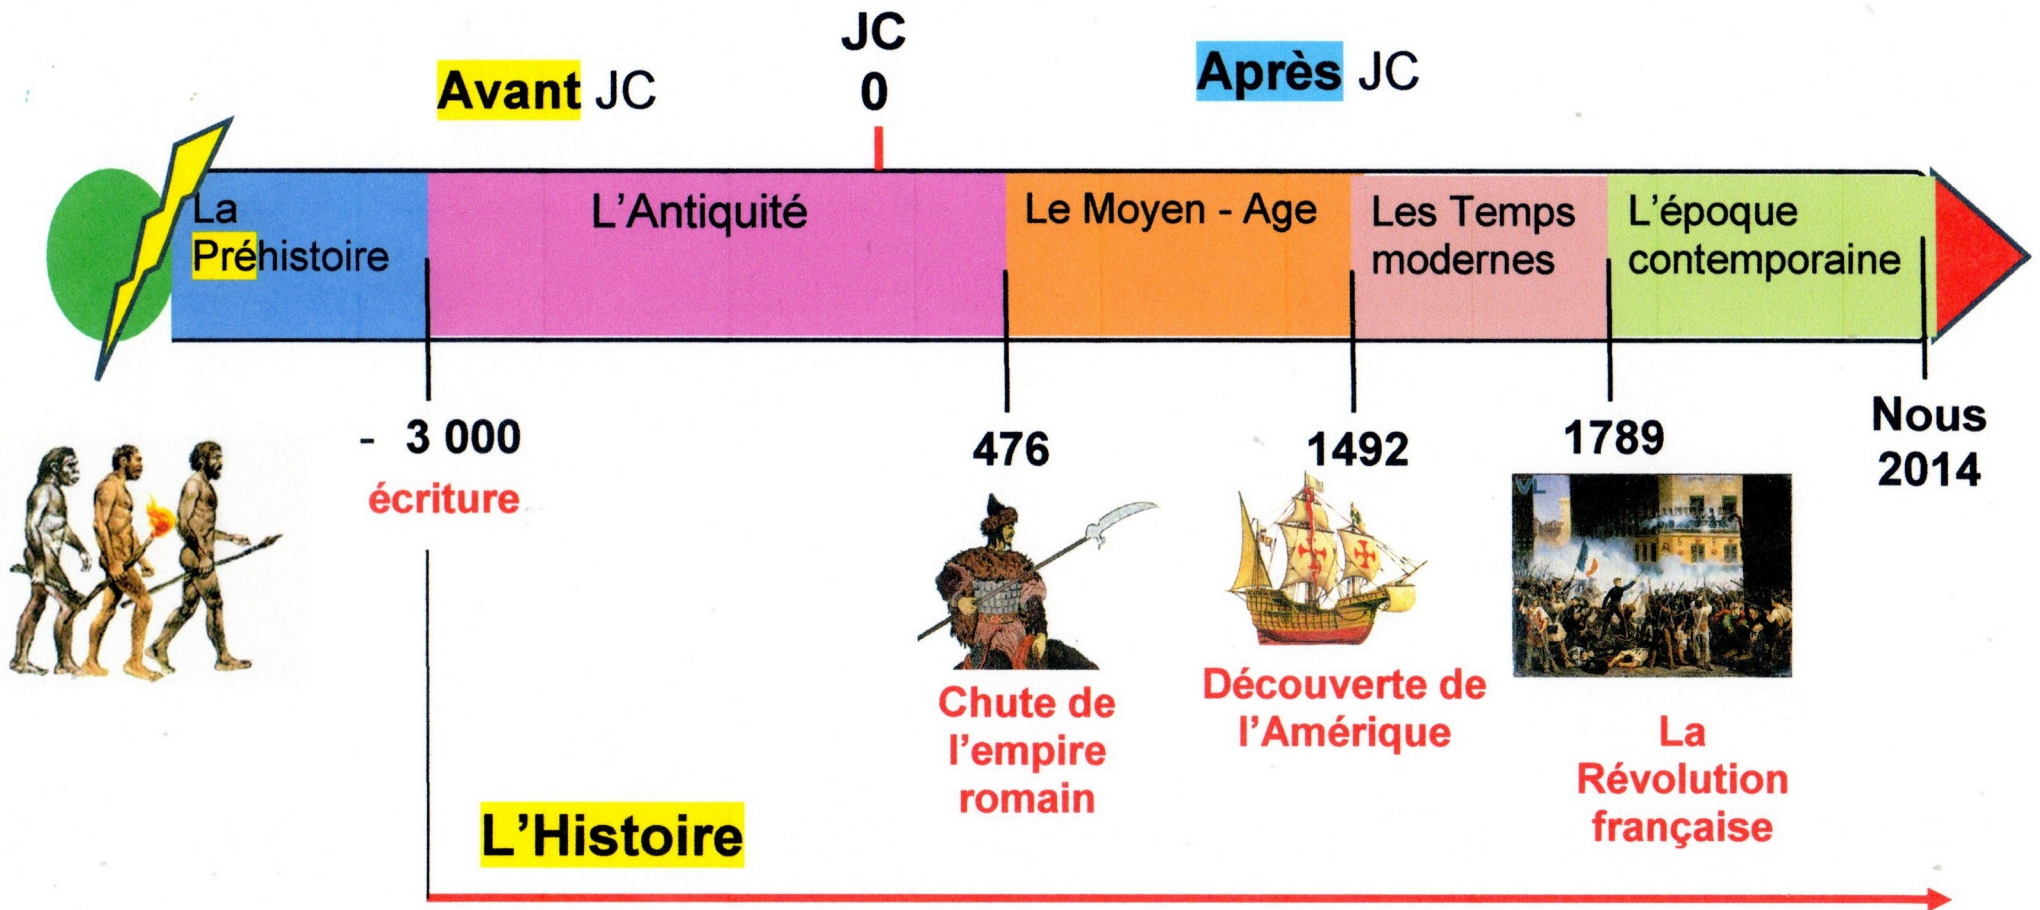 JC
0
Avant JC
Après JC
La
Préhistoire
L'Antiquité
Le Moyen - Age
Les Temps
modernes
L'époque
contemporaine
- 3 000
écriture
476
Chute de
l'empire
romain
1492
Découverte de
l'Amérique
1789
VL
La
Révolution
française
Nous
2014
L'Histoire